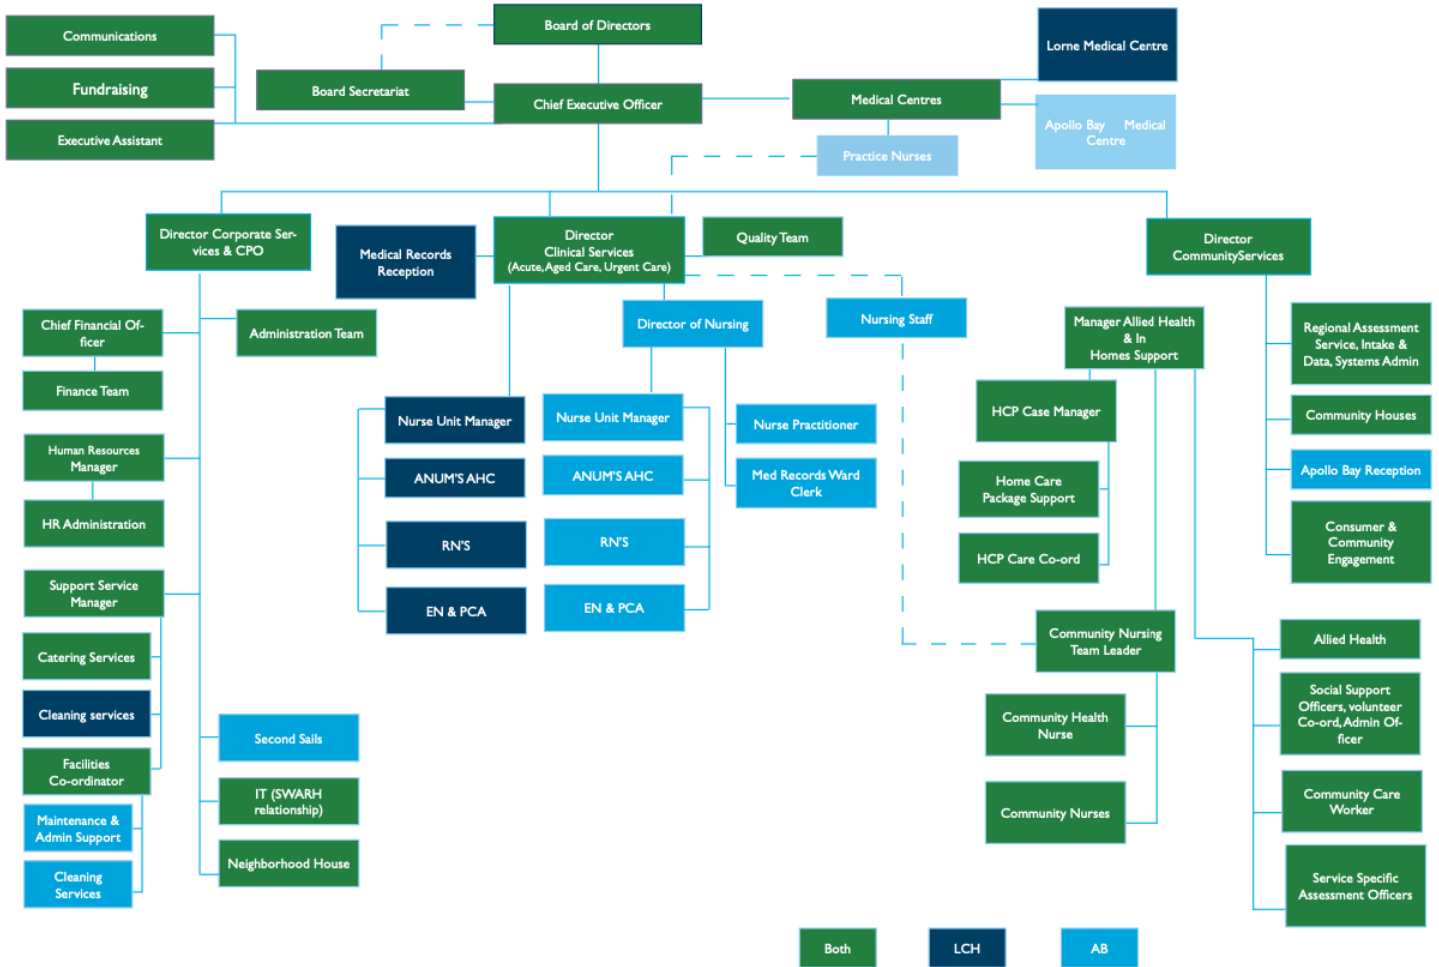 Communications
Fundraising
Executive Assistant
Board Secretariat
Board of Directors
Chief Executive Officer
Medical Centres
Lorne Medical Centre
Apollo Bay Medical
Centre
Practice Nurses
Director Corporate Ser-
vices & CPO
Medical Records
Reception
Director
Clinical Services
(Acute, Aged Care, Urgent Care)
Quality Team
Director
CommunityServices
Chief Financial Of-
ficer
Finance Team
Administration Team
Human Resources
Manager
HR Administration
Support Service
Manager
Catering Services
Cleaning services
Facilities
Co-ordinator
Maintenance &
Admin Support
Cleaning
Services
Second Sails
IT (SWARH
relationship)
Neighborhood House
Nurse Unit Manager
ANUM'S AHC
RN'S
EN & PCA
Director of Nursing
Nurse Unit Manager
ANUM'S AHC
RN'S
EN & PCA
Nurse Practitioner
Med Records Ward
Clerk
Nursing Staff
Manager Allied Health
& In
Homes Support
HCP Case Manager
Home Care
Package Support
HCP Care Co-ord
Community Nursing
Team Leader
Community Health
Nurse
Community Nurses
Regional Assessment
Service, Intake &
Data, Systems Admin
Community Houses
Apollo Bay Reception
Consumer &
Community
Engagement
Allied Health
Social Support
Officers, volunteer
Co-ord, Admin Of-
ficer
Community Care
Worker
Service Specific
Assessment Officers
Both
LCH
AB